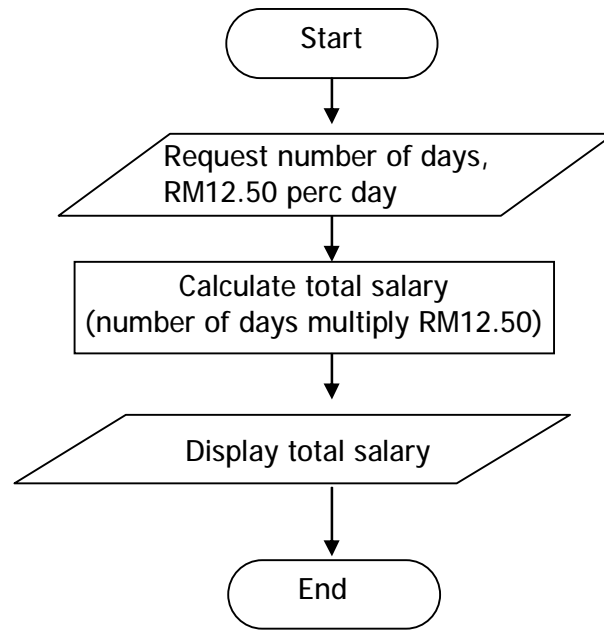 Start
Request number of days,
RM12.50 perc day
Calculate total salary
(number of days multiply RM12.50)
Display total salary
End